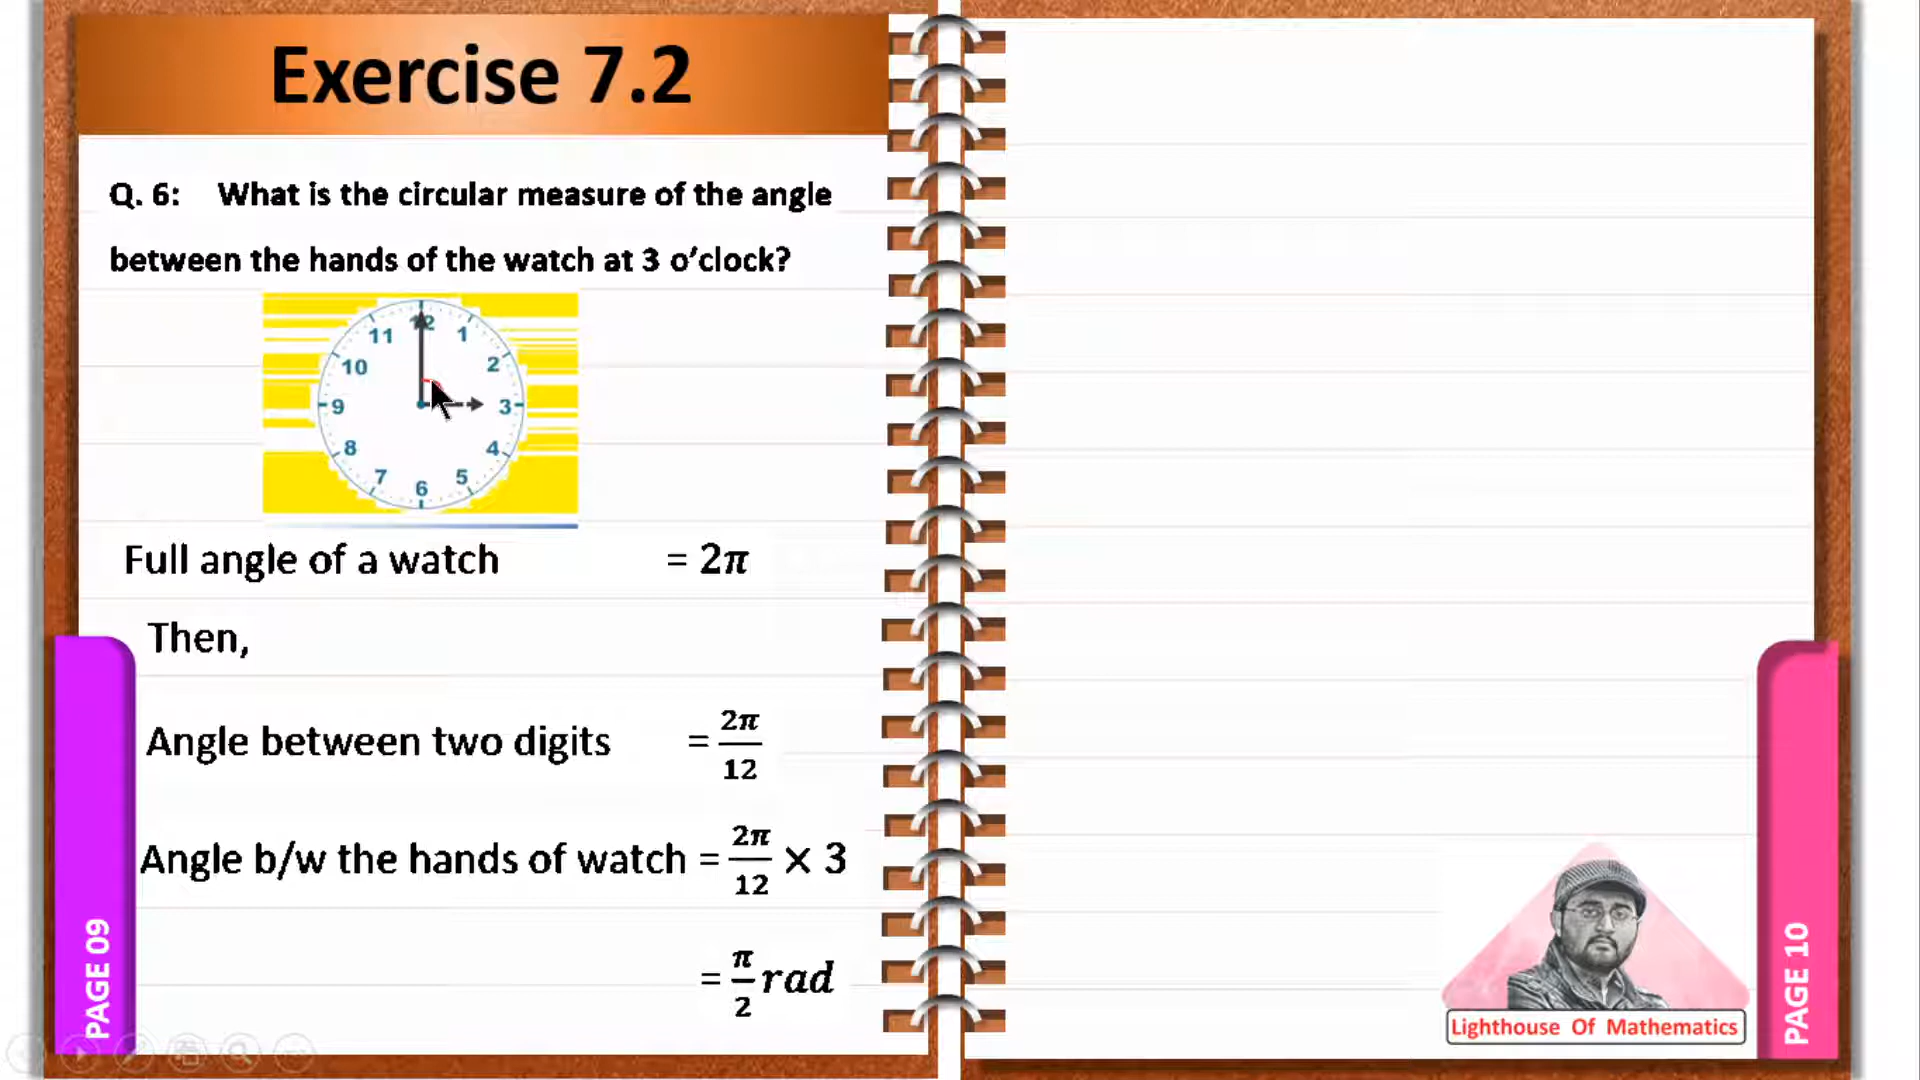 Exercise 7.2
Q. 6: What is the circular measure of the angle
between the hands of the watch at 3 o’clock?
12
11 1
10 2
9 3
8 4
7 5
6
Full angle of a watch = 2π
Then,
Angle between two digits = 2π/12
Angle b/w the hands of watch = 2π/12 × 3
= π/2 rad
PAGE 09
PAGE 10
Lighthouse Of Mathematics